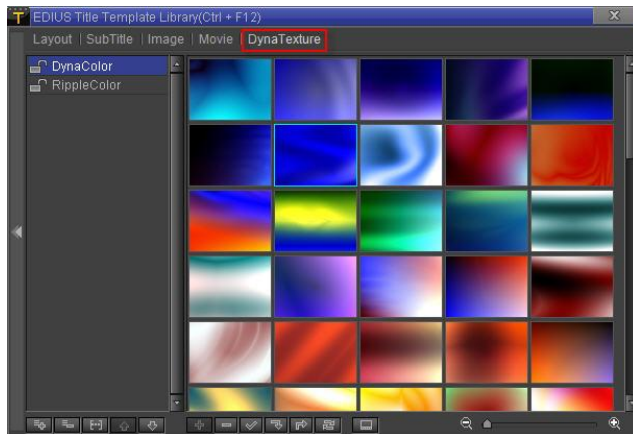 T EDIUS Title Template Library(Ctrl + F12) X
Layout | SubTitle | Image | Movie | DynaTexture
DynaColor
RippleColor